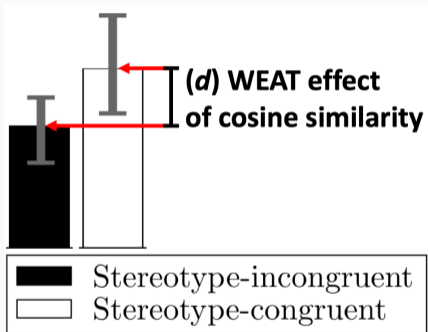 (d) WEAT effect
of cosine similarity
Stereotype-incongruent
Stereotype-congruent